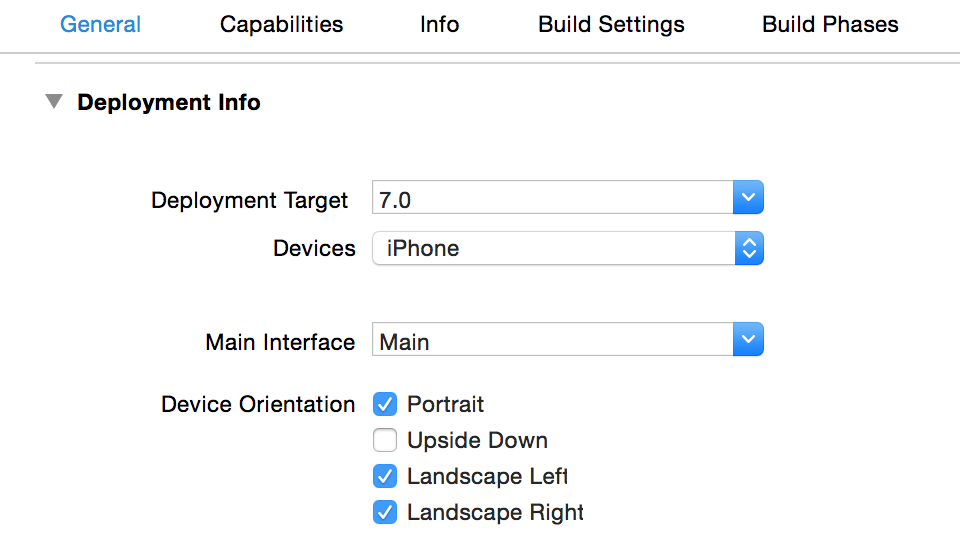 General Capabilities Info Build Settings Build Phases
Deployment Info
Deployment Target 7.0
Devices iPhone
Main Interface Main
Device Orientation Portrait
Upside Down
Landscape Left
Landscape Right